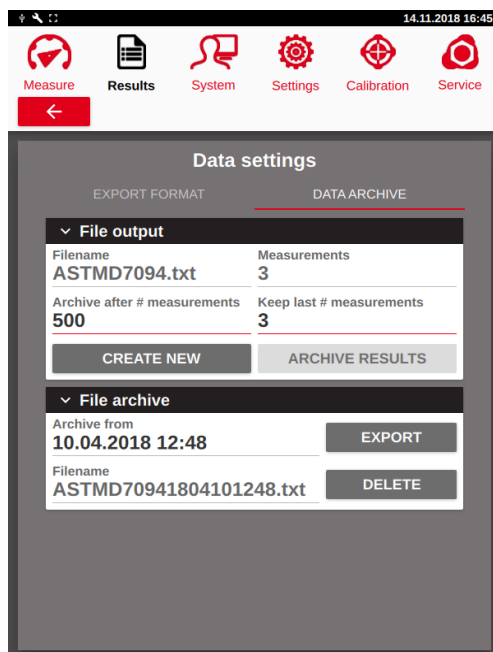 14.11.2018 16:45
Measure Results System Settings Calibration Service
Data settings
EXPORT FORMAT DATA ARCHIVE
File output
Filename Measurements
ASTMD7094.txt 3
Archive after # measurements Keep last # measurements
500 3
CREATE NEW ARCHIVE RESULTS
File archive
Archive from
10.04.2018 12:48 EXPORT
Filename
ASTMD70941804101248.txt DELETE